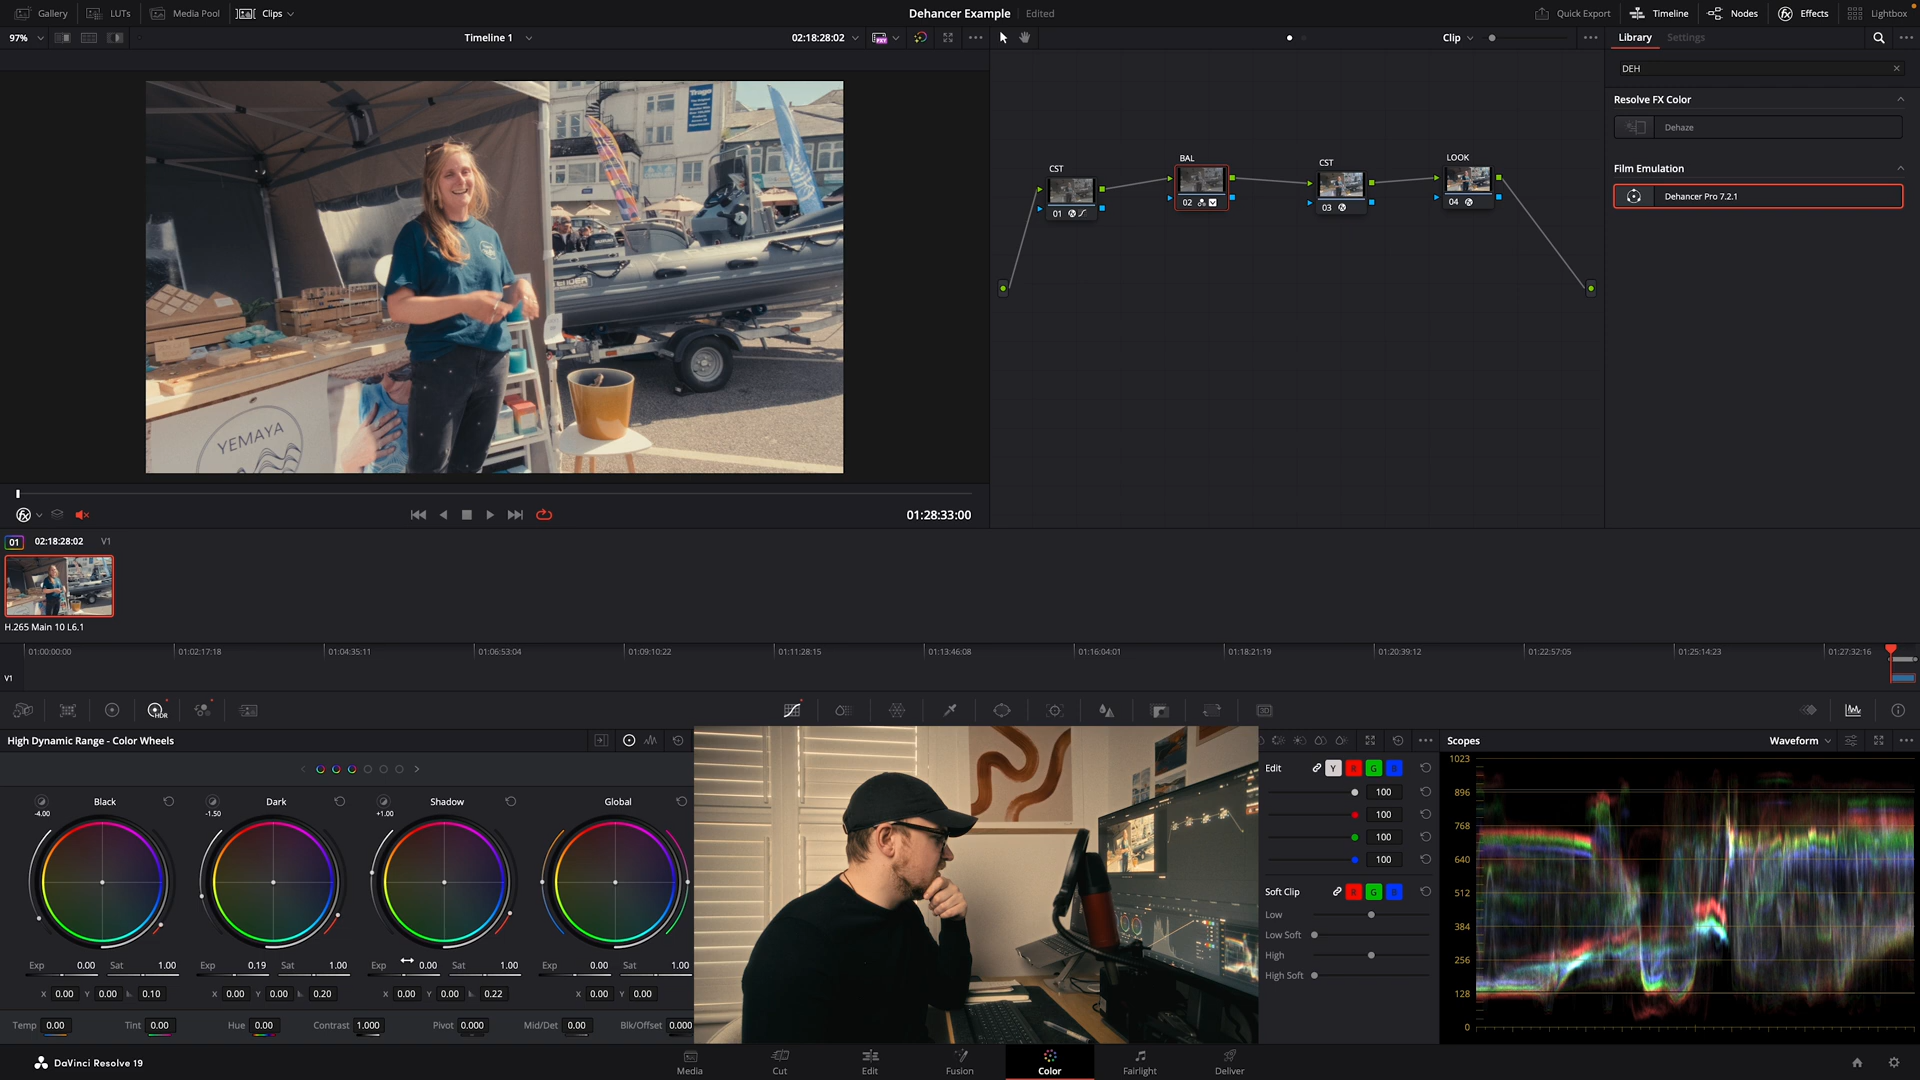 Gallery LUTs Media Pool Clips Dehancer Example Edited Quick Export Timeline Nodes Effects Lightbox
97% Timeline 1 02:18:28:02 Clip Library Settings
DEH
Resolve FX Color
Dehaze
Film Emulation
Dehancer Pro 7.2.1
CST
BAL
CST
LOOK
01
02
03
04
Trago
YEMAYA
01:28:33:00
01 02:18:28:02 V1
H.265 Main 10 L6.1
01:00:00:00 01:02:17:18 01:04:35:11 01:06:53:04 01:09:10:22 01:11:28:15 01:13:46:08 01:16:04:01 01:18:21:19 01:20:39:12 01:22:57:05 01:25:14:23 01:27:32:16
V1
HDR
3D
High Dynamic Range - Color Wheels
Black Dark Shadow Global
-4.00 -1.50 +1.00
Exp 0.00 Sat 1.00 Exp 0.19 Sat 1.00 Exp 0.00 Sat 1.00 Exp 0.00 Sat 1.00
X 0.00 Y 0.00 0.10 X 0.00 Y 0.00 0.20 X 0.00 Y 0.00 0.22 X 0.00 Y 0.00
Temp 0.00 Tint 0.00 Hue 0.00 Contrast 1.000 Pivot 0.000 Mid/Det 0.00 Blk/Offset 0.000
Edit Y R G B
100
100
100
100
Soft Clip R G B
Low
Low Soft
High
High Soft
Scopes Waveform
1023
896
768
640
512
384
256
128
0
DaVinci Resolve 19
Media Cut Edit Fusion Color Fairlight Deliver